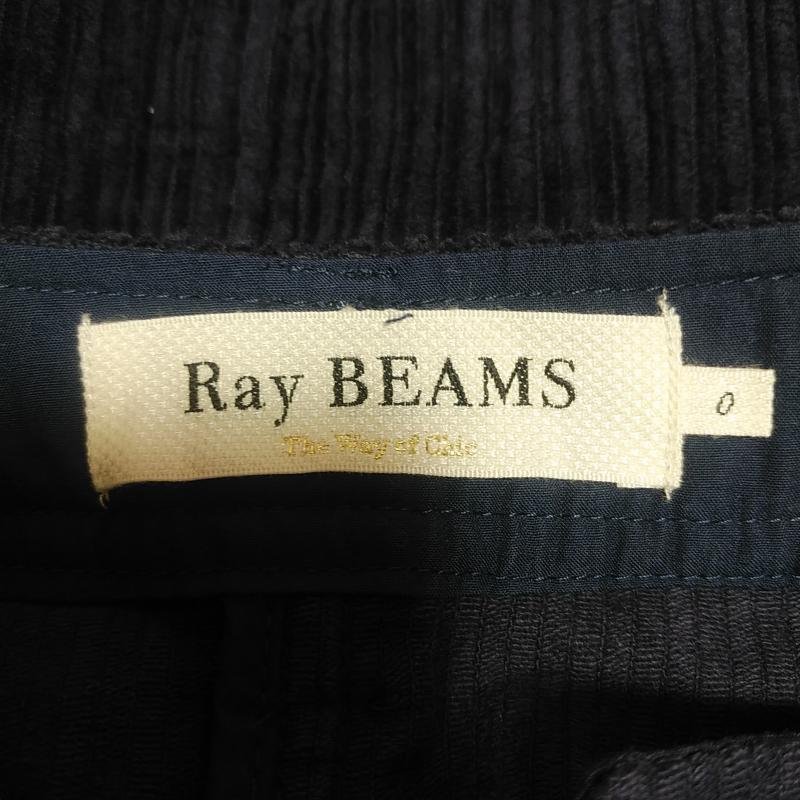 Ray BEAMS
The Way of Chic
0